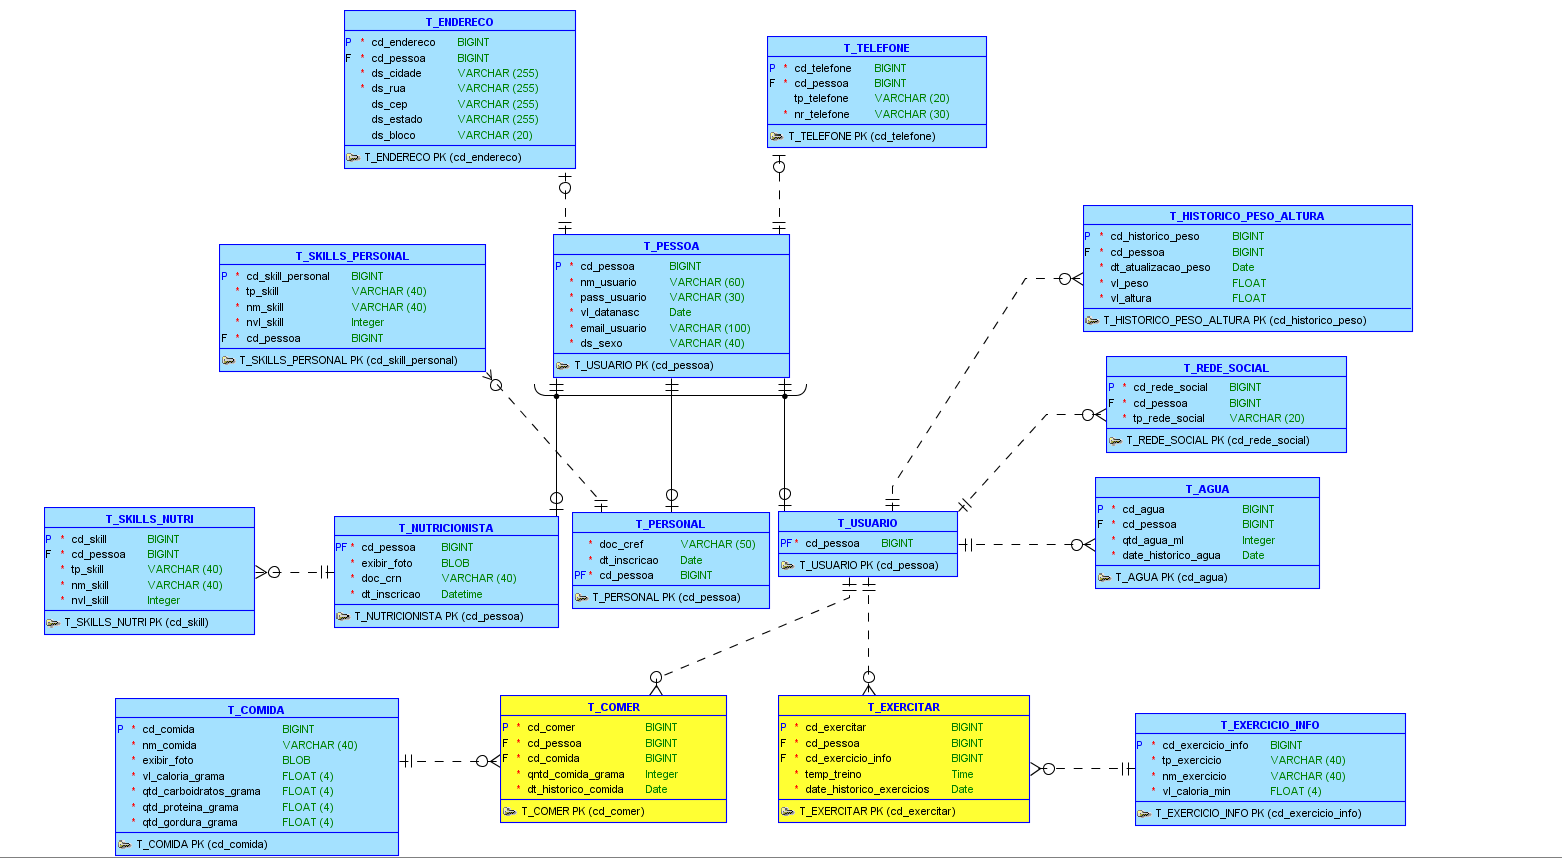 T_ENDERECO
P * cd_endereco BIGINT
F * cd_pessoa BIGINT
* ds_cidade VARCHAR (255)
* ds_rua VARCHAR (255)
ds_cep VARCHAR (255)
ds_estado VARCHAR (255)
ds_bloco VARCHAR (20)
T_ENDERECO PK (cd_endereco)
T_TELEFONE
P * cd_telefone BIGINT
F * cd_pessoa BIGINT
tp_telefone VARCHAR (20)
* nr_telefone VARCHAR (30)
T_TELEFONE PK (cd_telefone)
T_HISTORICO_PESO_ALTURA
P * cd_historico_peso BIGINT
F * cd_pessoa BIGINT
* dt_atualizacao_peso Date
* vl_peso FLOAT
* vl_altura FLOAT
T_HISTORICO_PESO_ALTURA PK (cd_historico_peso)
T_SKILLS_PERSONAL
P * cd_skill_personal BIGINT
* tp_skill VARCHAR (40)
* nm_skill VARCHAR (40)
* nvl_skill Integer
F * cd_pessoa BIGINT
T_SKILLS_PERSONAL PK (cd_skill_personal)
T_PESSOA
P * cd_pessoa BIGINT
* nm_usuario VARCHAR (60)
* pass_usuario VARCHAR (30)
* vl_datanasc Date
* email_usuario VARCHAR (100)
* ds_sexo VARCHAR (40)
T_USUARIO PK (cd_pessoa)
T_REDE_SOCIAL
P * cd_rede_social BIGINT
F * cd_pessoa BIGINT
* tp_rede_social VARCHAR (20)
T_REDE_SOCIAL PK (cd_rede_social)
T_SKILLS_NUTRI
P * cd_skill BIGINT
F * cd_pessoa BIGINT
* tp_skill VARCHAR (40)
* nm_skill VARCHAR (40)
* nvl_skill Integer
T_SKILLS_NUTRI PK (cd_skill)
T_NUTRICIONISTA
PF * cd_pessoa BIGINT
* exibir_foto BLOB
* doc_crn VARCHAR (40)
* dt_inscricao Datetime
T_NUTRICIONISTA PK (cd_pessoa)
T_PERSONAL
* doc_cref VARCHAR (50)
* dt_inscricao Date
PF * cd_pessoa BIGINT
T_PERSONAL PK (cd_pessoa)
T_USUARIO
PF * cd_pessoa BIGINT
T_USUARIO PK (cd_pessoa)
T_AGUA
P * cd_agua BIGINT
F * cd_pessoa BIGINT
* qtd_agua_ml Integer
* date_historico_agua Date
T_AGUA PK (cd_agua)
T_COMIDA
P * cd_comida BIGINT
* nm_comida VARCHAR (40)
* exibir_foto BLOB
* vl_caloria_grama FLOAT (4)
* qtd_carboidratos_grama FLOAT (4)
* qtd_proteina_grama FLOAT (4)
* qtd_gordura_grama FLOAT (4)
T_COMIDA PK (cd_comida)
T_COMER
P * cd_comer BIGINT
F * cd_pessoa BIGINT
F * cd_comida BIGINT
* qntd_comida_grama Integer
* dt_historico_comida Date
T_COMER PK (cd_comer)
T_EXERCITAR
P * cd_exercitar BIGINT
F * cd_pessoa BIGINT
F * cd_exercicio_info BIGINT
* temp_treino Time
* date_historico_exercicios Date
T_EXERCITAR PK (cd_exercitar)
T_EXERCICIO_INFO
P * cd_exercicio_info BIGINT
* tp_exercicio VARCHAR (40)
* nm_exercicio VARCHAR (40)
* vl_caloria_min FLOAT (4)
T_EXERCICIO_INFO PK (cd_exercicio_info)